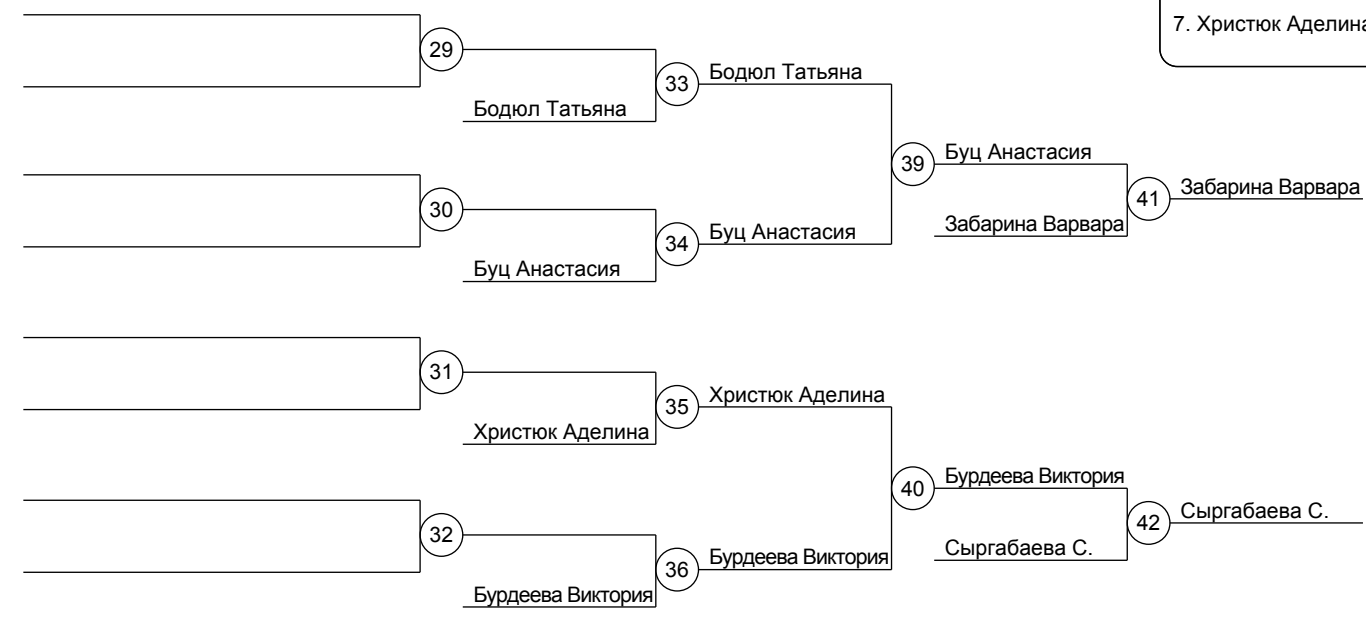 7. Христюк Аделина
29
33
Бодюл Татьяна
Бодюл Татьяна
39
Буц Анастасия
41
Забарина Варвара
30
34
Буц Анастасия
Забарина Варвара
Буц Анастасия
31
35
Христюк Аделина
Христюк Аделина
40
Бурдеева Виктория
42
Сыргабаева С.
32
36
Бурдеева Виктория
Сыргабаева С.
Бурдеева Виктория